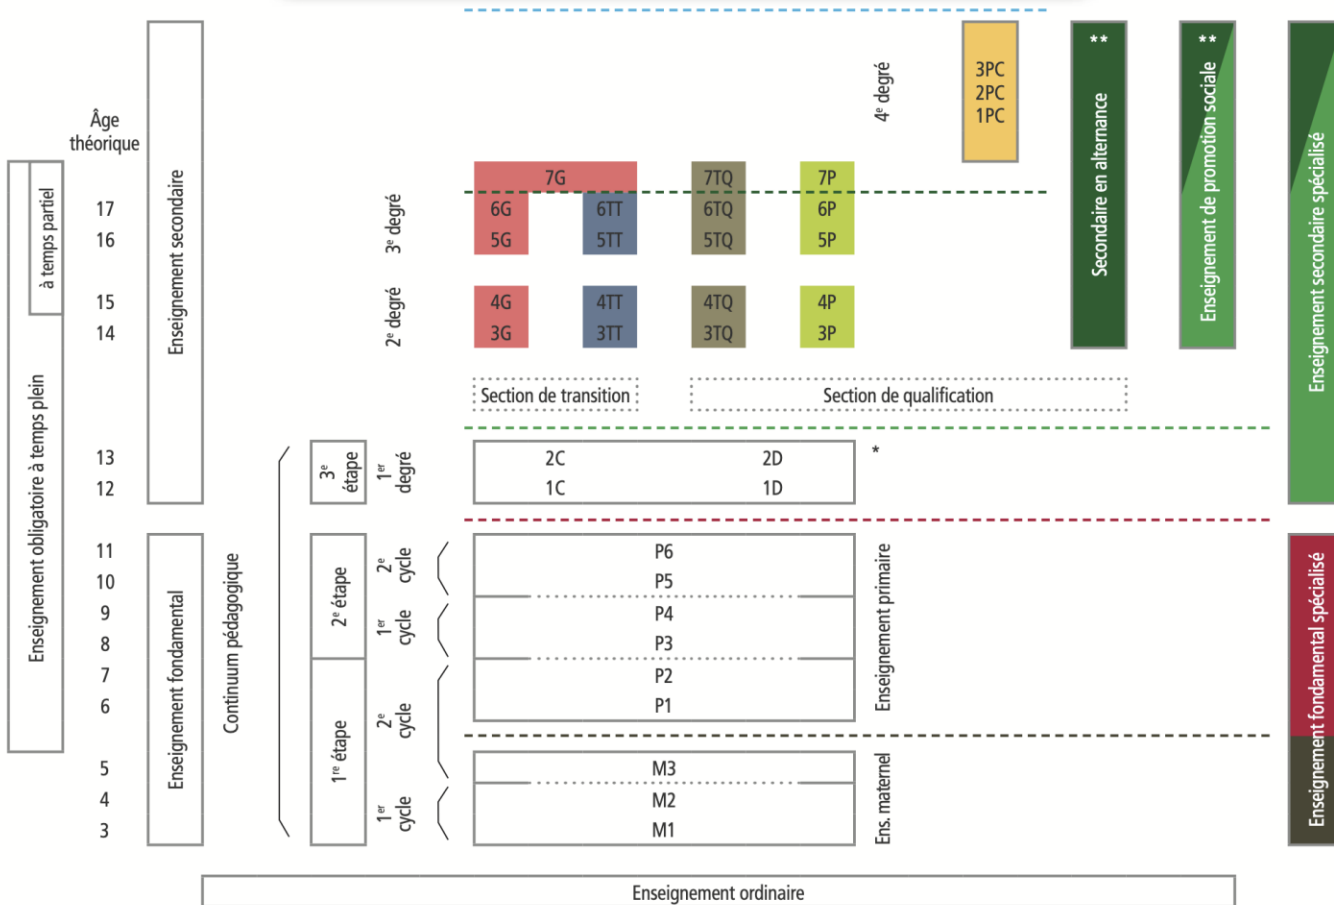 Âge
théorique
17
16
15
14
13
12
11
10
9
8
7
6
5
4
3
à temps partiel
Enseignement obligatoire à temps plein
Enseignement secondaire
Enseignement fondamental
Continuum pédagogique
3e étape
2e étape
1re étape
4e degré
3e degré
2e degré
1er degré
2e cycle
1er cycle
2e cycle
1er cycle
3PC
2PC
1PC
7G 7TQ 7P
6G 6TT 6TQ 6P
5G 5TT 5TQ 5P
4G 4TT 4TQ 4P
3G 3TT 3TQ 3P
Section de transition
Section de qualification
2C 2D *
1C 1D
P6
P5
P4
P3
P2
P1
M3
M2
M1
Enseignement primaire
Ens. maternel
Secondaire en alternance **
Enseignement de promotion sociale **
Enseignement secondaire spécialisé
Enseignement fondamental spécialisé
Enseignement ordinaire